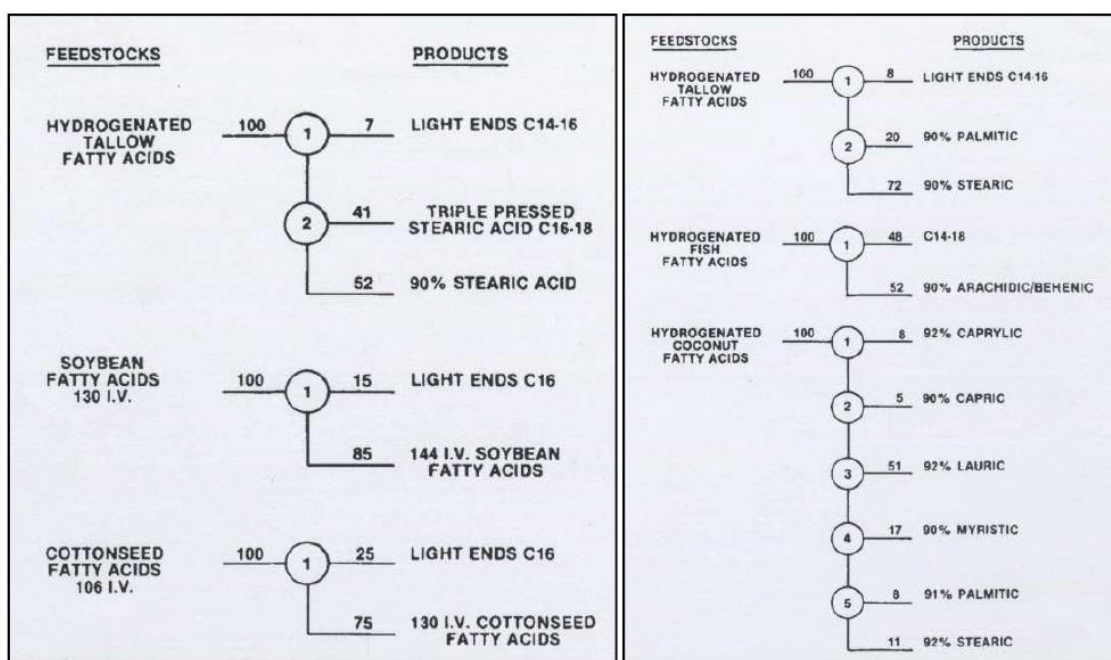 FEEDSTOCKS PRODUCTS
HYDROGENATED
TALLOW
FATTY ACIDS
100 1 7 LIGHT ENDS C14-16
2 41 TRIPLE PRESSED
STEARIC ACID C16-18
52 90% STEARIC ACID
SOYBEAN
FATTY ACIDS
130 I.V.
100 1 15 LIGHT ENDS C16
85 144 I.V. SOYBEAN
FATTY ACIDS
COTTONSEED
FATTY ACIDS
106 I.V.
100 1 25 LIGHT ENDS C16
75 130 I.V. COTTONSEED
FATTY ACIDS
FEEDSTOCKS PRODUCTS
HYDROGENATED
TALLOW
FATTY ACIDS
100 1 8 LIGHT ENDS C14-16
2 20 90% PALMITIC
72 90% STEARIC
HYDROGENATED
FISH
FATTY ACIDS
100 1 48 C14-18
52 90% ARACHIDIC/BEHENIC
HYDROGENATED
COCONUT
FATTY ACIDS
100 1 8 92% CAPRYLIC
2 5 90% CAPRIC
3 51 92% LAURIC
4 17 90% MYRISTIC
5 8 91% PALMITIC
11 92% STEARIC